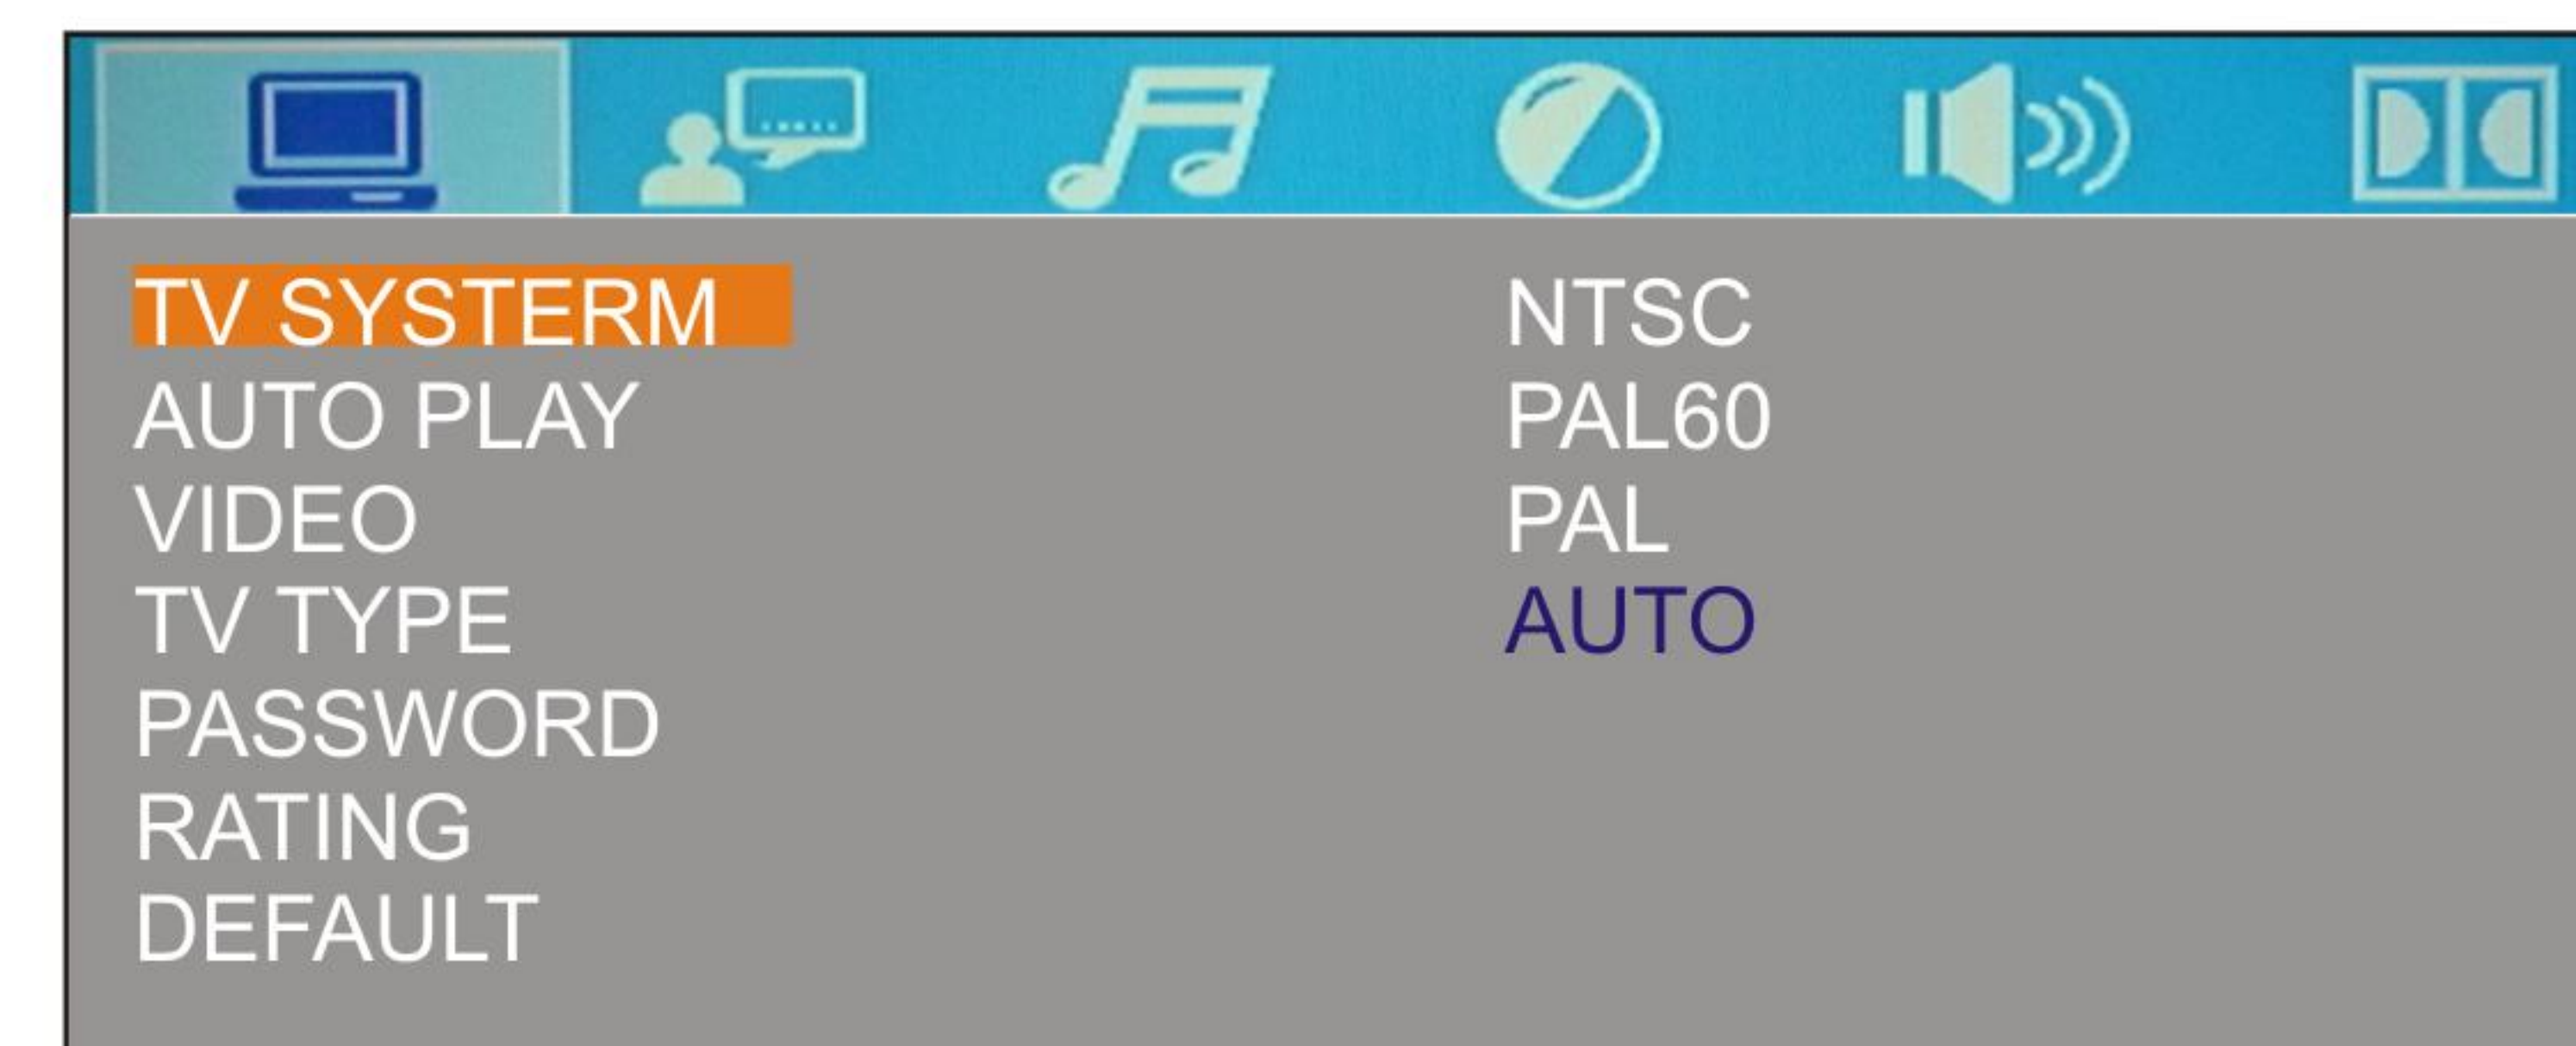 TV SYSTERM
AUTO PLAY
VIDEO
TV TYPE
PASSWORD
RATING
DEFAULT
NTSC
PAL60
PAL
AUTO